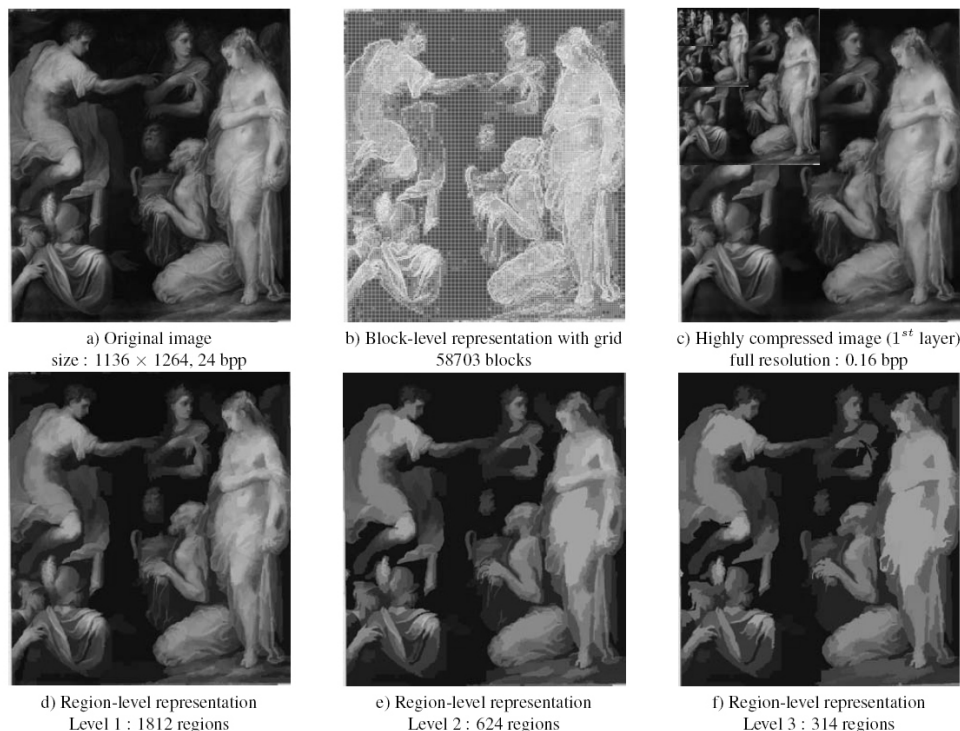 a) Original image
size : 1136 × 1264, 24 bpp
b) Block-level representation with grid
58703 blocks
c) Highly compressed image (1st layer)
full resolution : 0.16 bpp
d) Region-level representation
Level 1 : 1812 regions
e) Region-level representation
Level 2 : 624 regions
f) Region-level representation
Level 3 : 314 regions